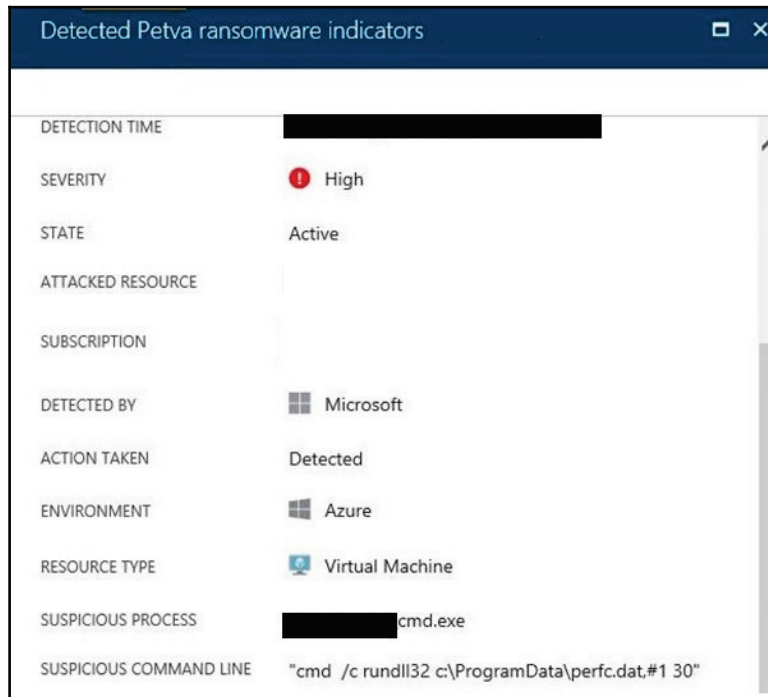 Detected Petva ransomware indicators
DETECTION TIME
SEVERITY High
STATE Active
ATTACKED RESOURCE
SUBSCRIPTION
DETECTED BY Microsoft
ACTION TAKEN Detected
ENVIRONMENT Azure
RESOURCE TYPE Virtual Machine
SUSPICIOUS PROCESS cmd.exe
SUSPICIOUS COMMAND LINE "cmd /c rundll32 c:\ProgramData\perfc.dat,#1 30"